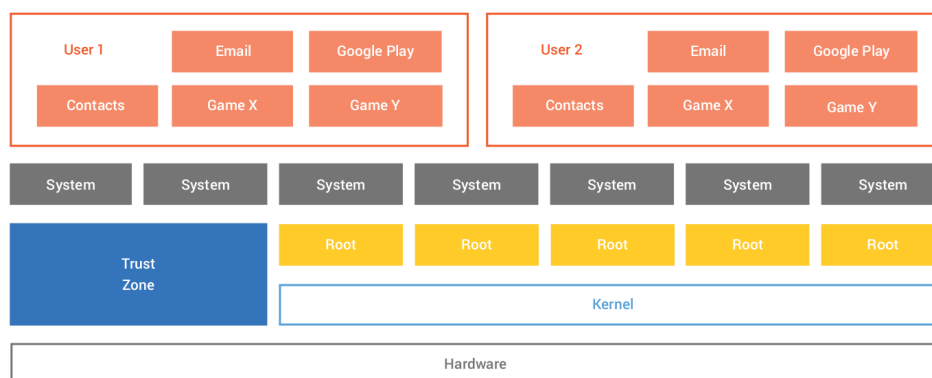 User 1 Email Google Play
Contacts Game X Game Y
User 2 Email Google Play
Contacts Game X Game Y
System System System System System System System
Trust
Zone
Root Root Root Root Root
Kernel
Hardware